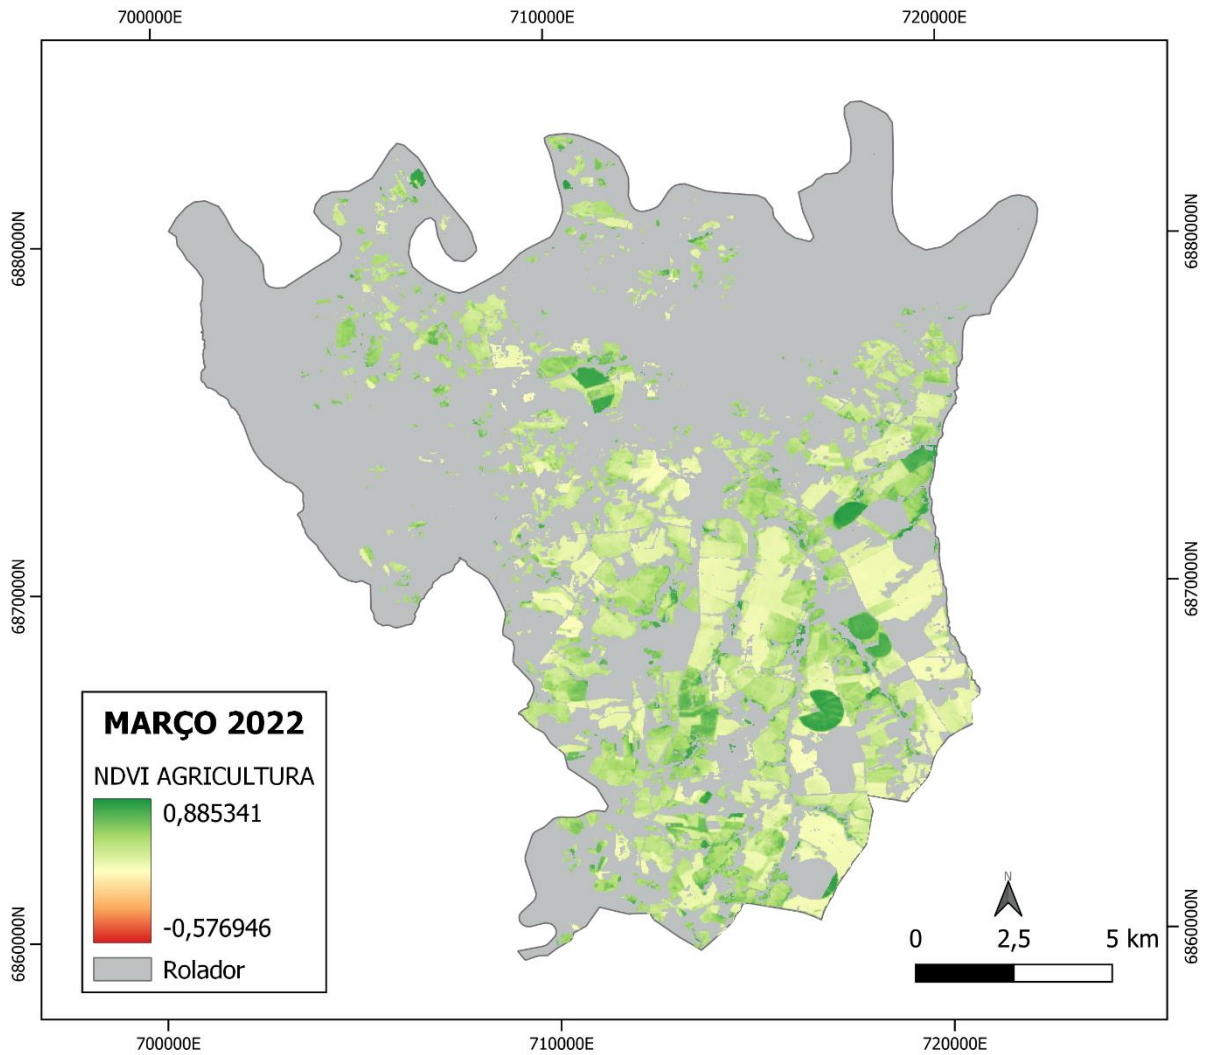 700000E 710000E 720000E
6880000N 6880000N
6870000N 6870000N
MARÇO 2022
NDVI AGRICULTURA
0,885341
-0,576946
Rolador
N
0 2,5 5 km
6860000N 6860000N
700000E 710000E 720000E